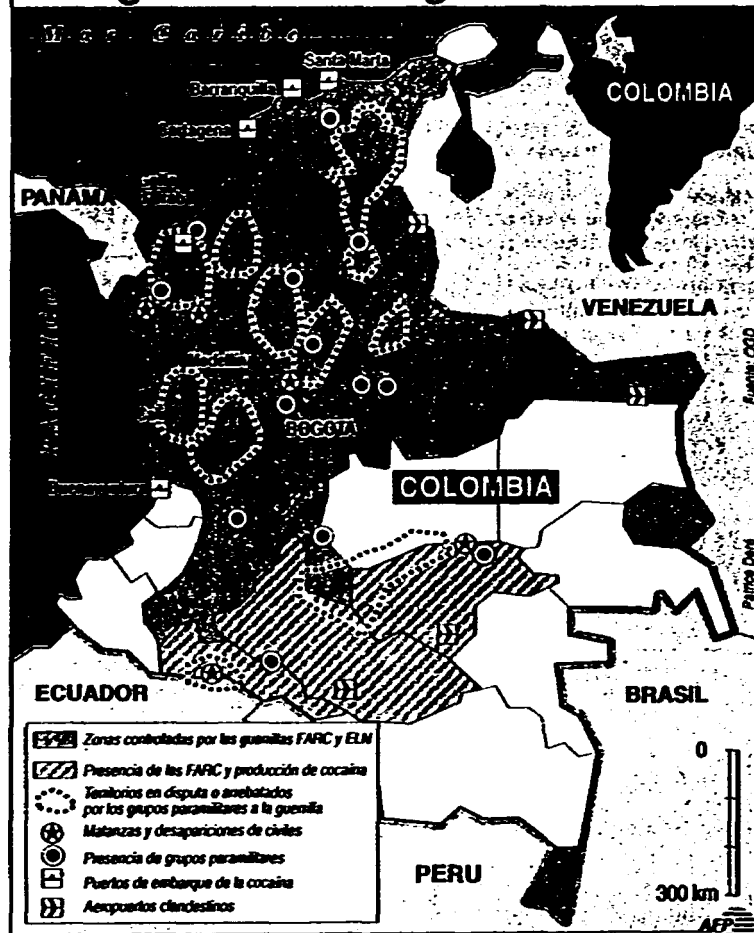 Mar Caribe
Santa Marta
Barranquilla
Cartagena
COLOMBIA
PANAMA
VENEZUELA
Medellín
BOGOTA
Buenaventura
COLOMBIA
ECUADOR
BRASIL
Zonas controladas por las guerrillas FARC y ELN
Presencia de las FARC y producción de cocaína
Territorios en disputa o arrebatados
por los grupos paramilitares a la guerrilla
Matanzas y desapariciones de civiles
Presencia de grupos paramilitares
Puertos de embarque de la cocaína
Aeropuertos clandestinos
PERU
0
300 km
AFP